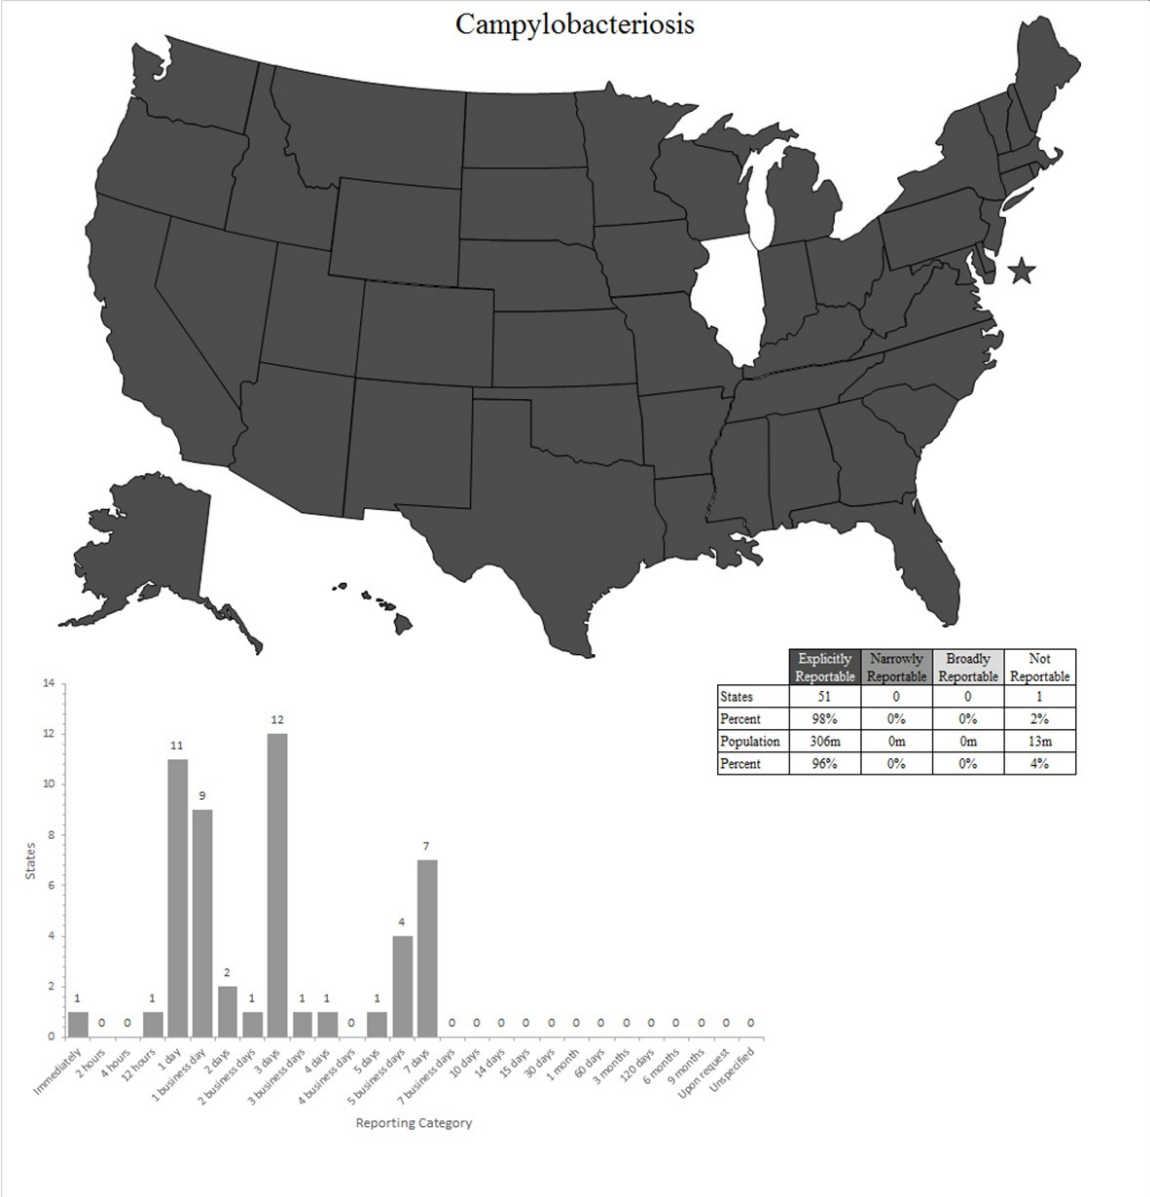 Campylobacteriosis
Explicitly Reportable Narrowly Reportable Broadly Reportable Not Reportable
States 51 0 0 1
Percent 98% 0% 0% 2%
Population 306m 0m 0m 13m
Percent 96% 0% 0% 4%
14
12
10
8
6
4
2
0
States
1 0 0 1 11 9 2 1 12 1 1 0 1 4 7 0 0 0 0 0 0 0 0 0 0 0 0 0
Immediately
2 hours
4 hours
12 hours
1 day
1 business day
2 days
2 business days
3 days
3 business days
4 days
4 business days
5 days
5 business days
7 days
7 business days
10 days
14 days
15 days
30 days
1 month
60 days
3 months
120 days
6 months
9 months
Upon request
Unspecified
Reporting Category